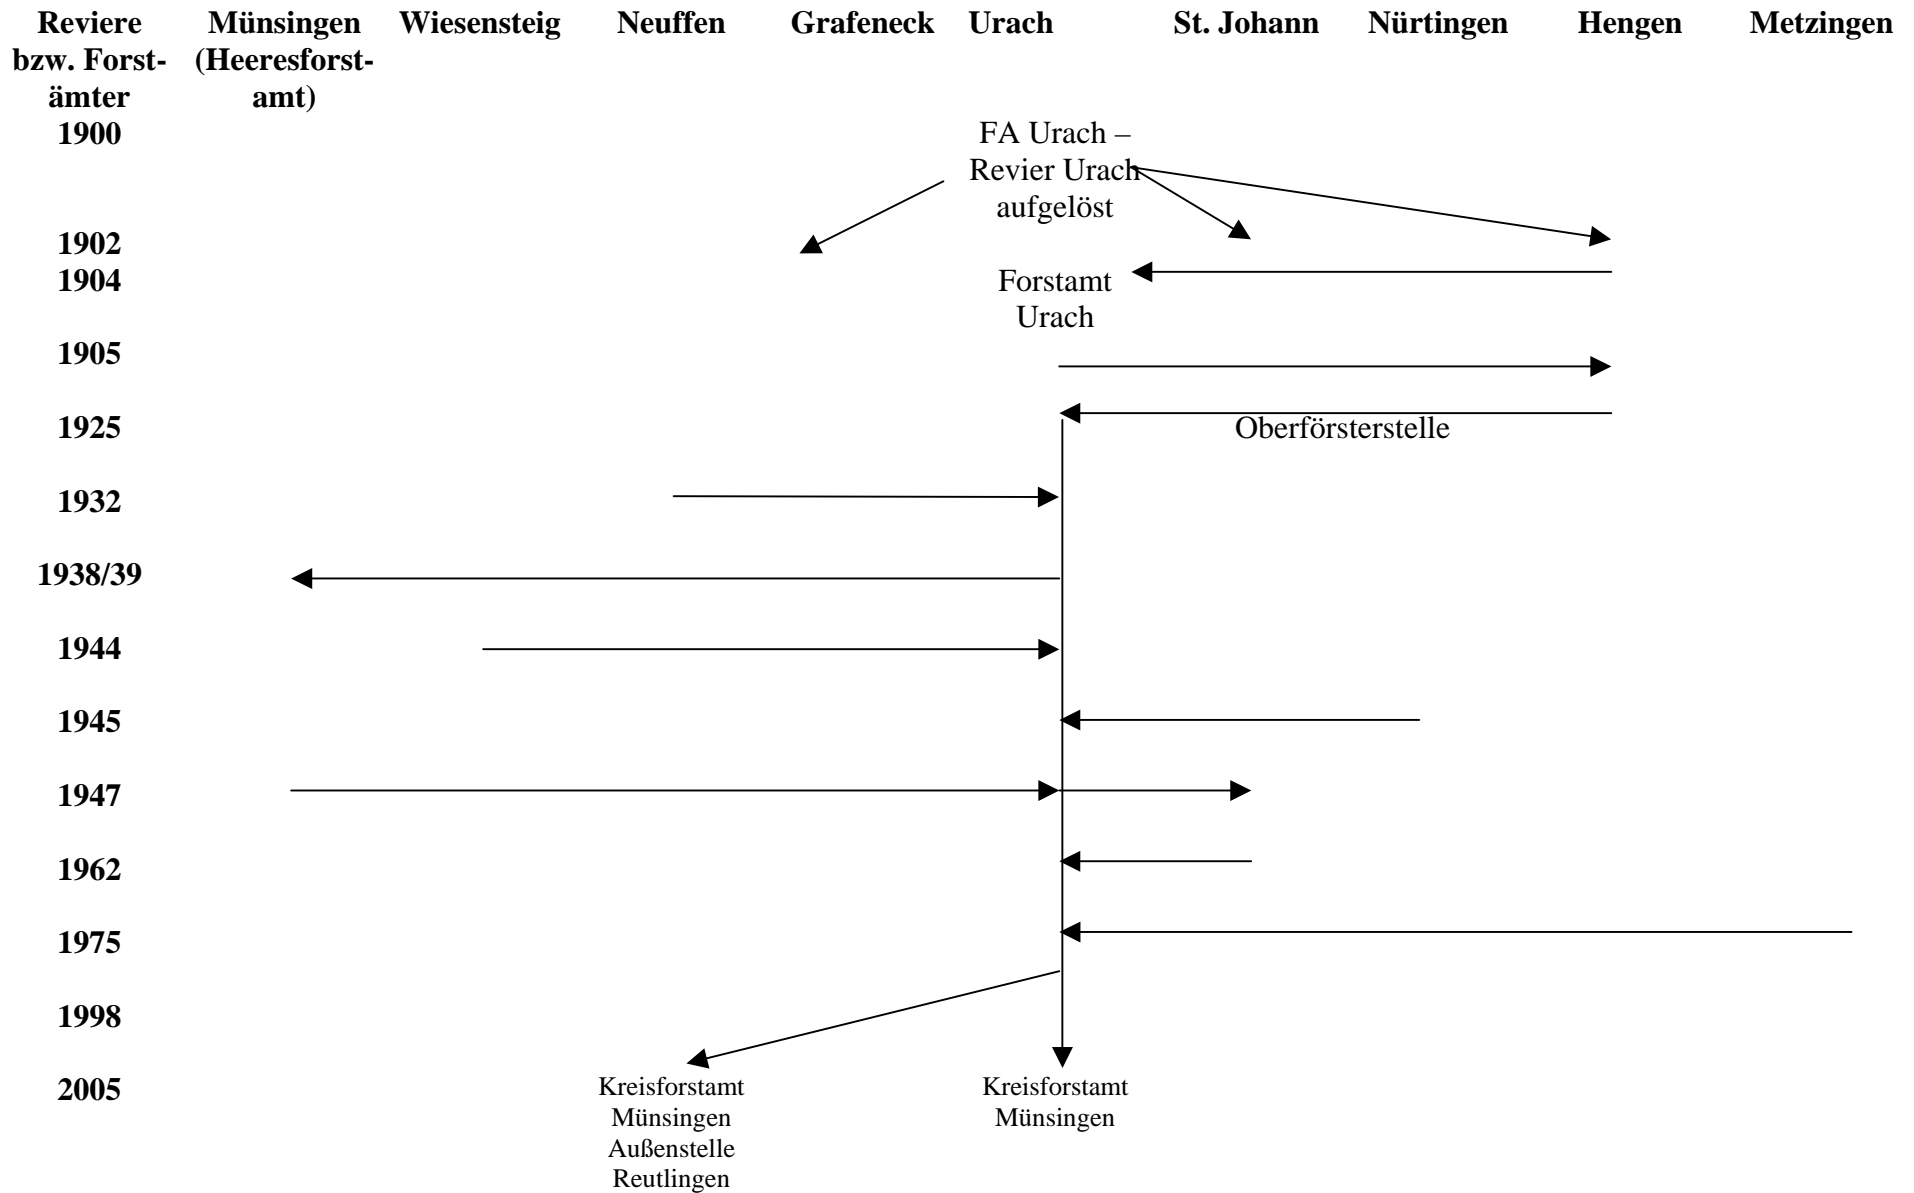 Reviere Münsingen Wiesensteig Neuffen Grafeneck Urach St. Johann Nürtingen Hengen Metzingen
bzw. Forst- (Heeresforst-
ämter amt)
1900 FA Urach –
Revier Urach
aufgelöst
1902
1904 Forstamt
Urach
1905
1925 Oberförsterstelle
1932
1938/39
1944
1945
1947
1962
1975
1998
2005 Kreisforstamt Kreisforstamt
Münsingen Münsingen
Außenstelle
Reutlingen